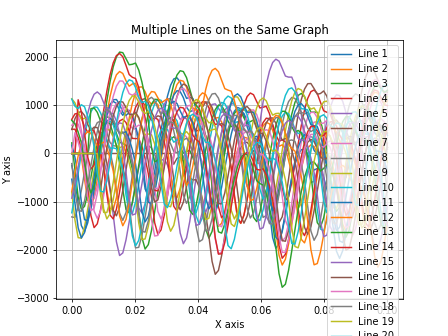 Multiple Lines on the Same Graph
Y axis
2000
1000
0
−1000
−2000
−3000
0.00
0.02
0.04
0.06
X axis
Line 1
Line 2
Line 3
Line 4
Line 5
Line 6
Line 7
Line 8
Line 9
Line 10
Line 11
Line 12
Line 13
Line 14
Line 15
Line 16
Line 17
Line 18
Line 19
Line 20